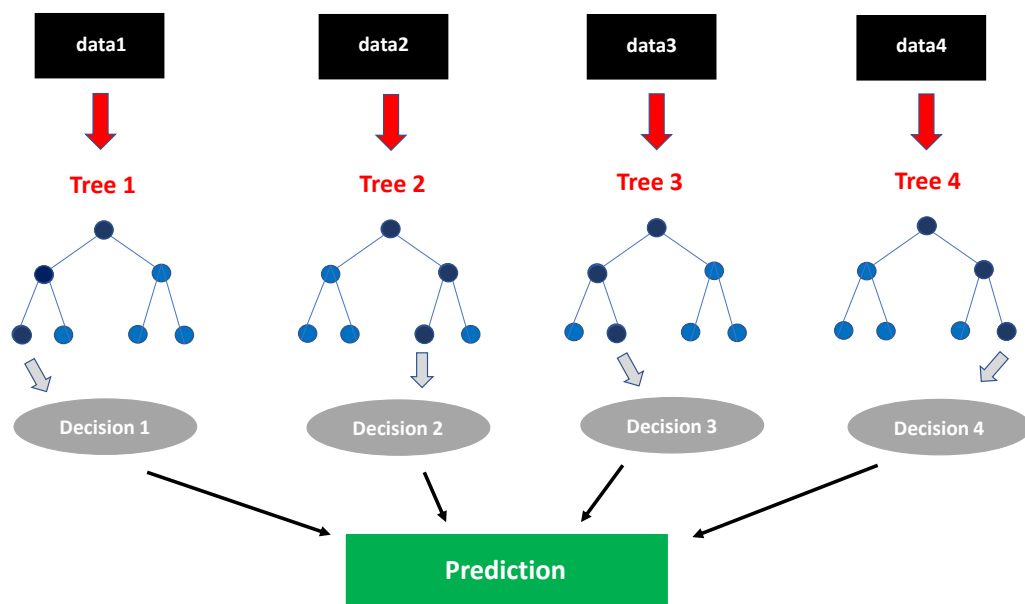 data1
data2
data3
data4
Tree 1
Tree 2
Tree 3
Tree 4
Decision 1
Decision 2
Decision 3
Decision 4
Prediction